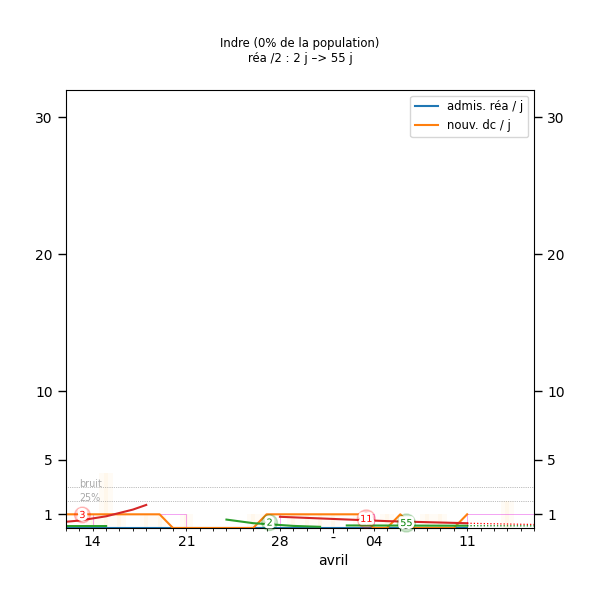 Indre (0% de la population)
réa /2 : 2 j –> 55 j
admis. réa / j
nouv. dc / j
30 30
20 20
10 10
5 5
bruit
25%
1 3 2 11 55 1
14 21 28 - 04 11
avril